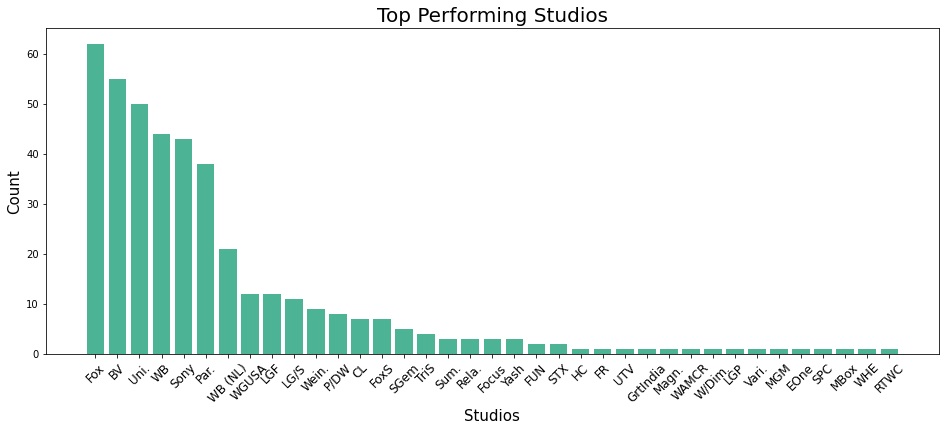 Top Performing Studios
Count
60
50
40
30
20
10
0
Fox
BV
Uni.
WB
Sony
Par.
WB (NL)
WGUSA
LGF
LG/S
Wein.
P/DW
CL
FoxS
SGem
TriS
Sum.
Rela.
Focus
Yash
FUN
STX
HC
FR
UTV
GrtIndia
Magn.
WAMCR
W/Dim.
LGP
Vari.
MGM
EOne
SPC
MBox
WHE
RTWC
Studios